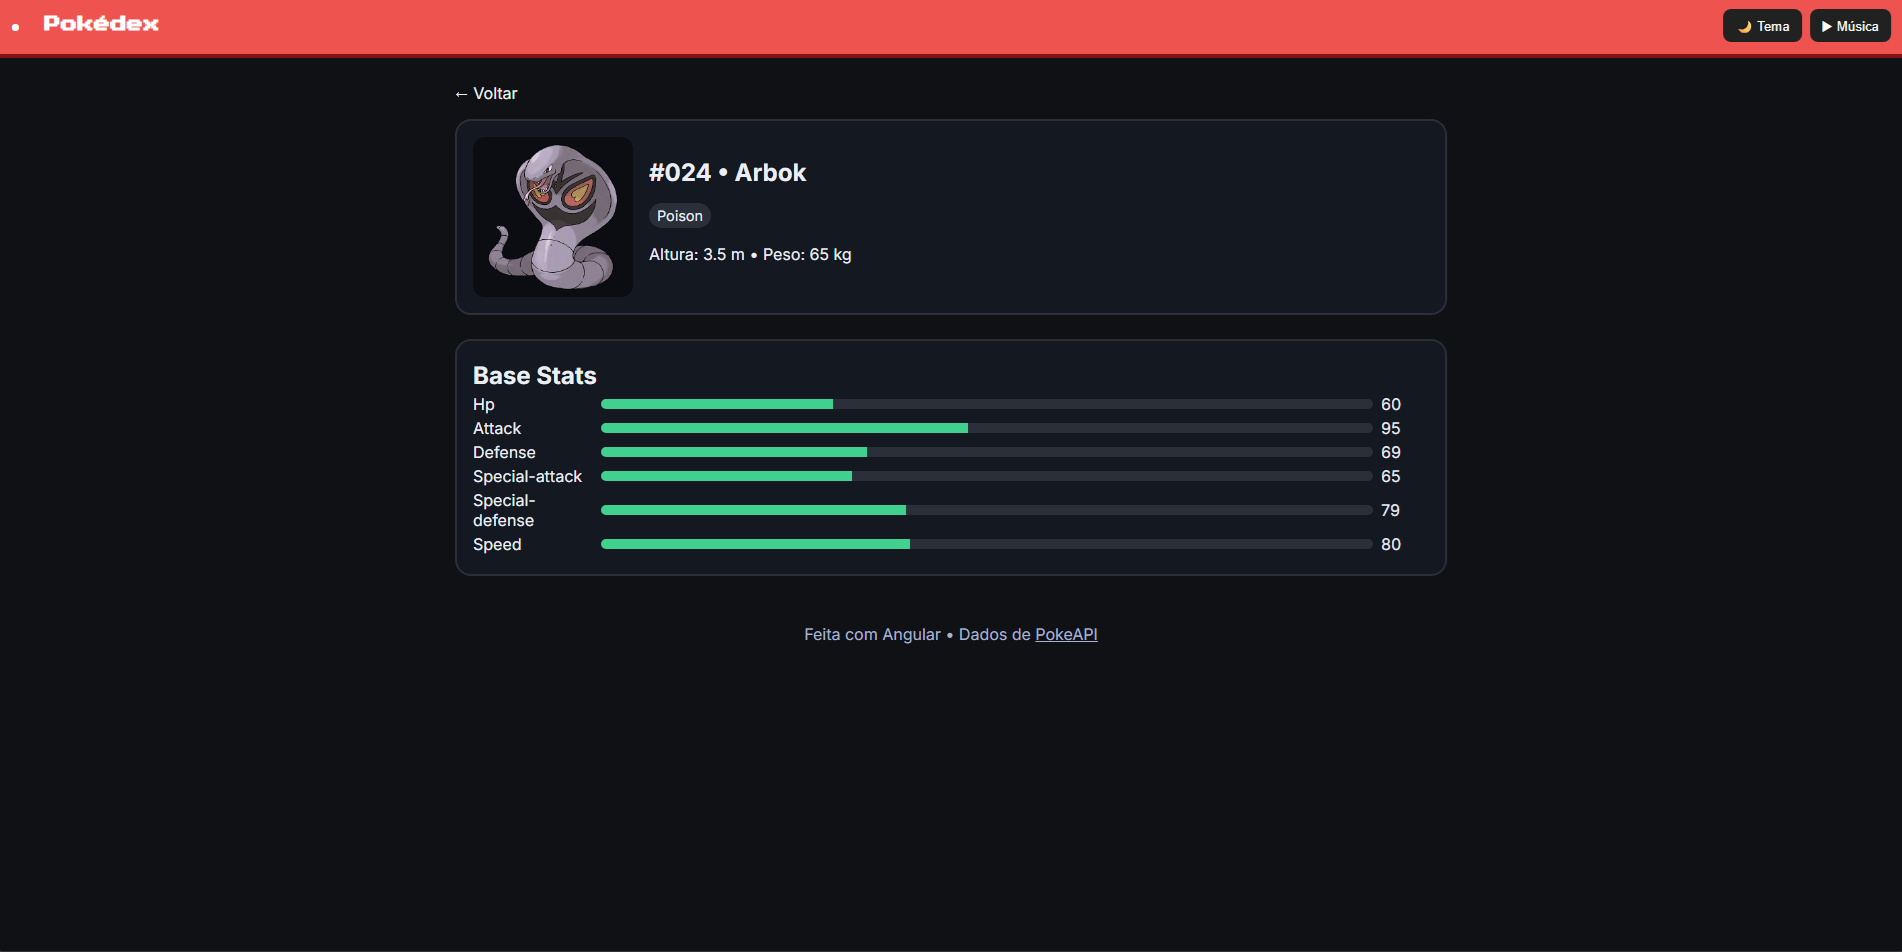 Pokédex
🌙 Tema
▶ Música
← Voltar
#024 • Arbok
Poison
Altura: 3.5 m • Peso: 65 kg
Base Stats
Hp 60
Attack 95
Defense 69
Special-attack 65
Special-
defense 79
Speed 80
Feita com Angular • Dados de PokeAPI